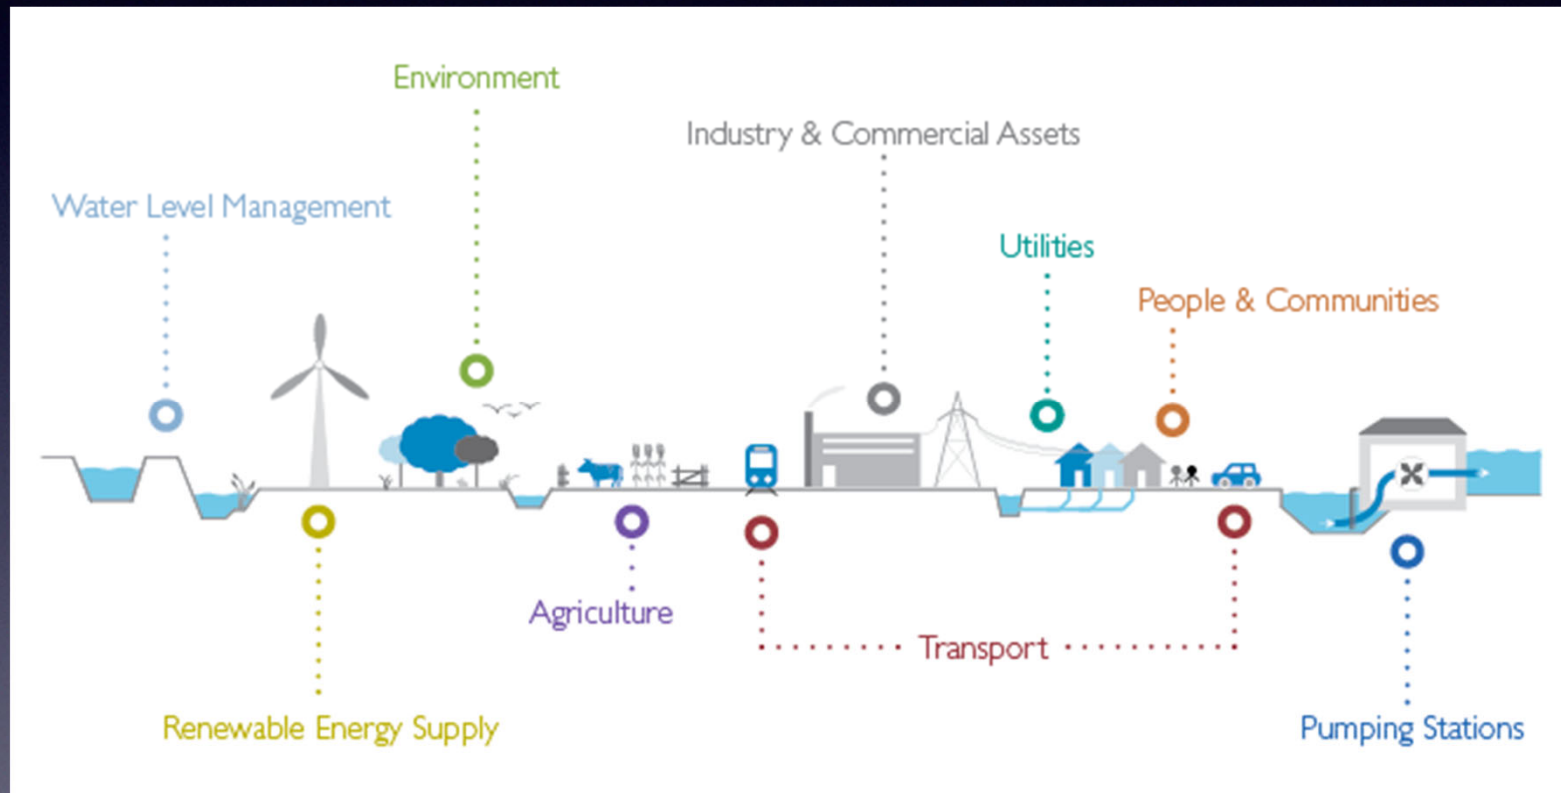 Environment
Industry & Commercial Assets
Water Level Management
Utilities
People & Communities
Agriculture
Transport
Renewable Energy Supply
Pumping Stations